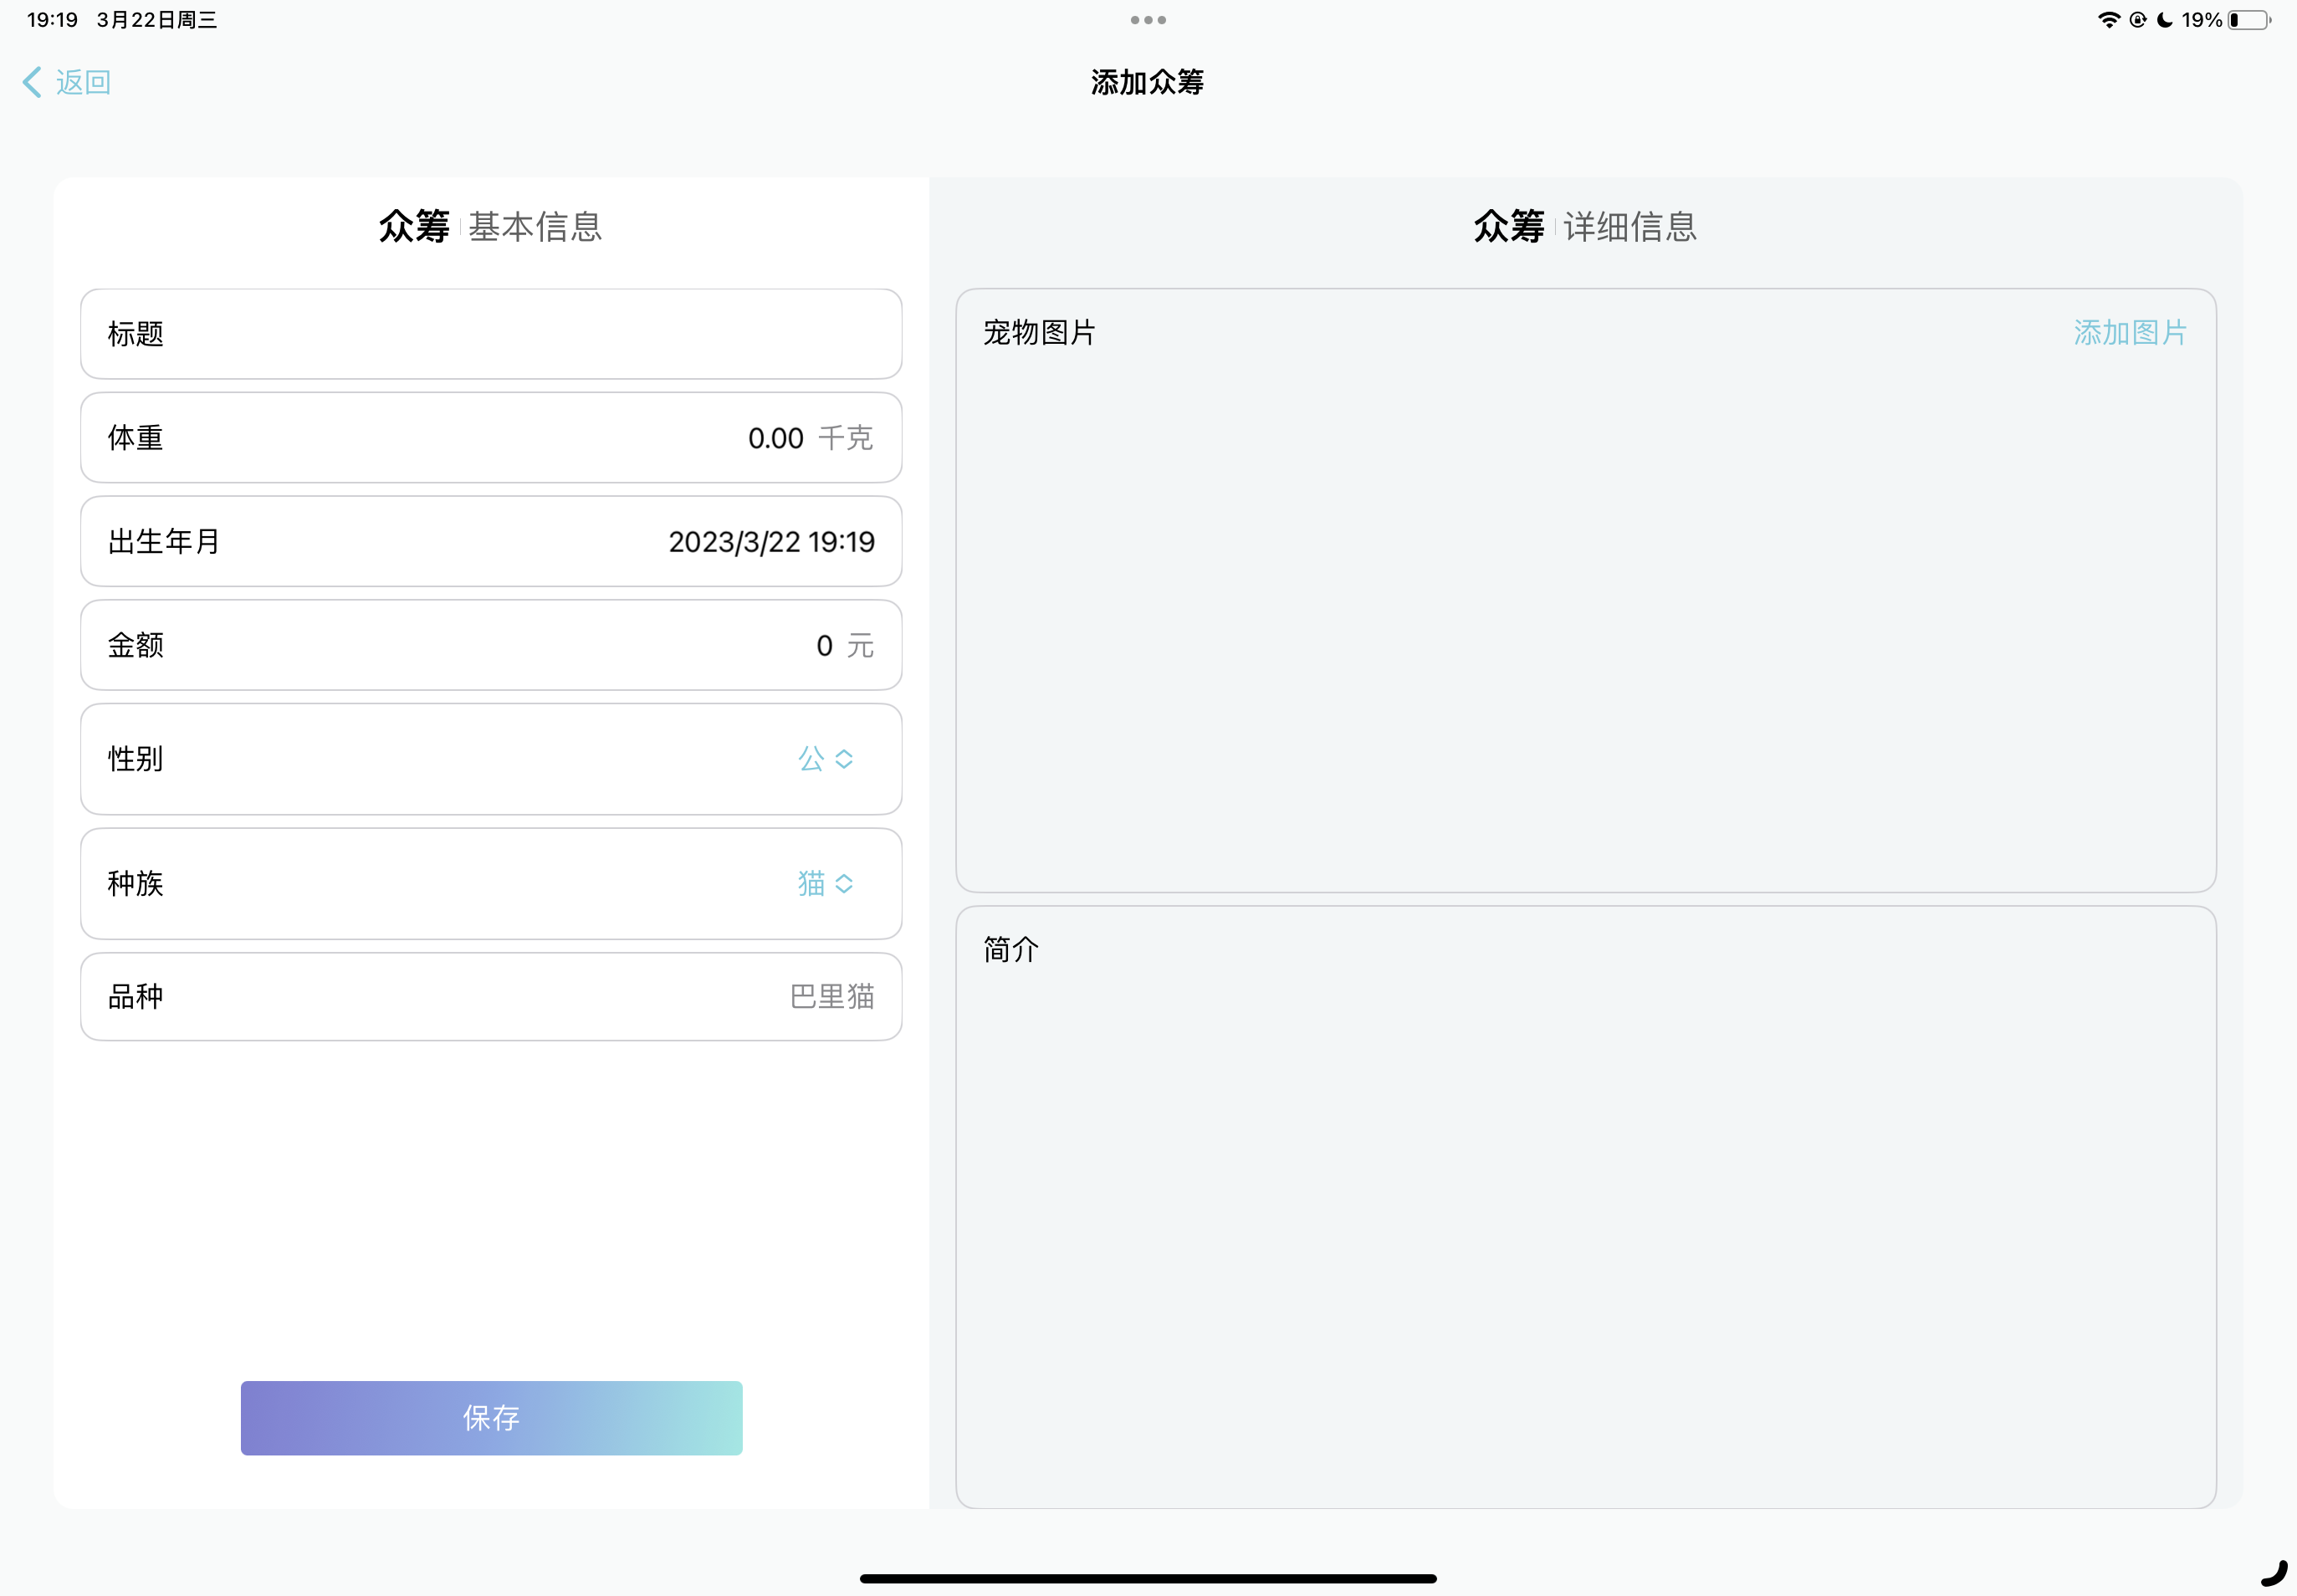 19:19 3月22日周三
19%
返回
添加众筹
众筹 基本信息
标题
体重 0.00 千克
出生年月 2023/3/22 19:19
金额 0 元
性别 公
种族 猫
品种 巴里猫
保存
众筹 详细信息
宠物图片 添加图片
简介